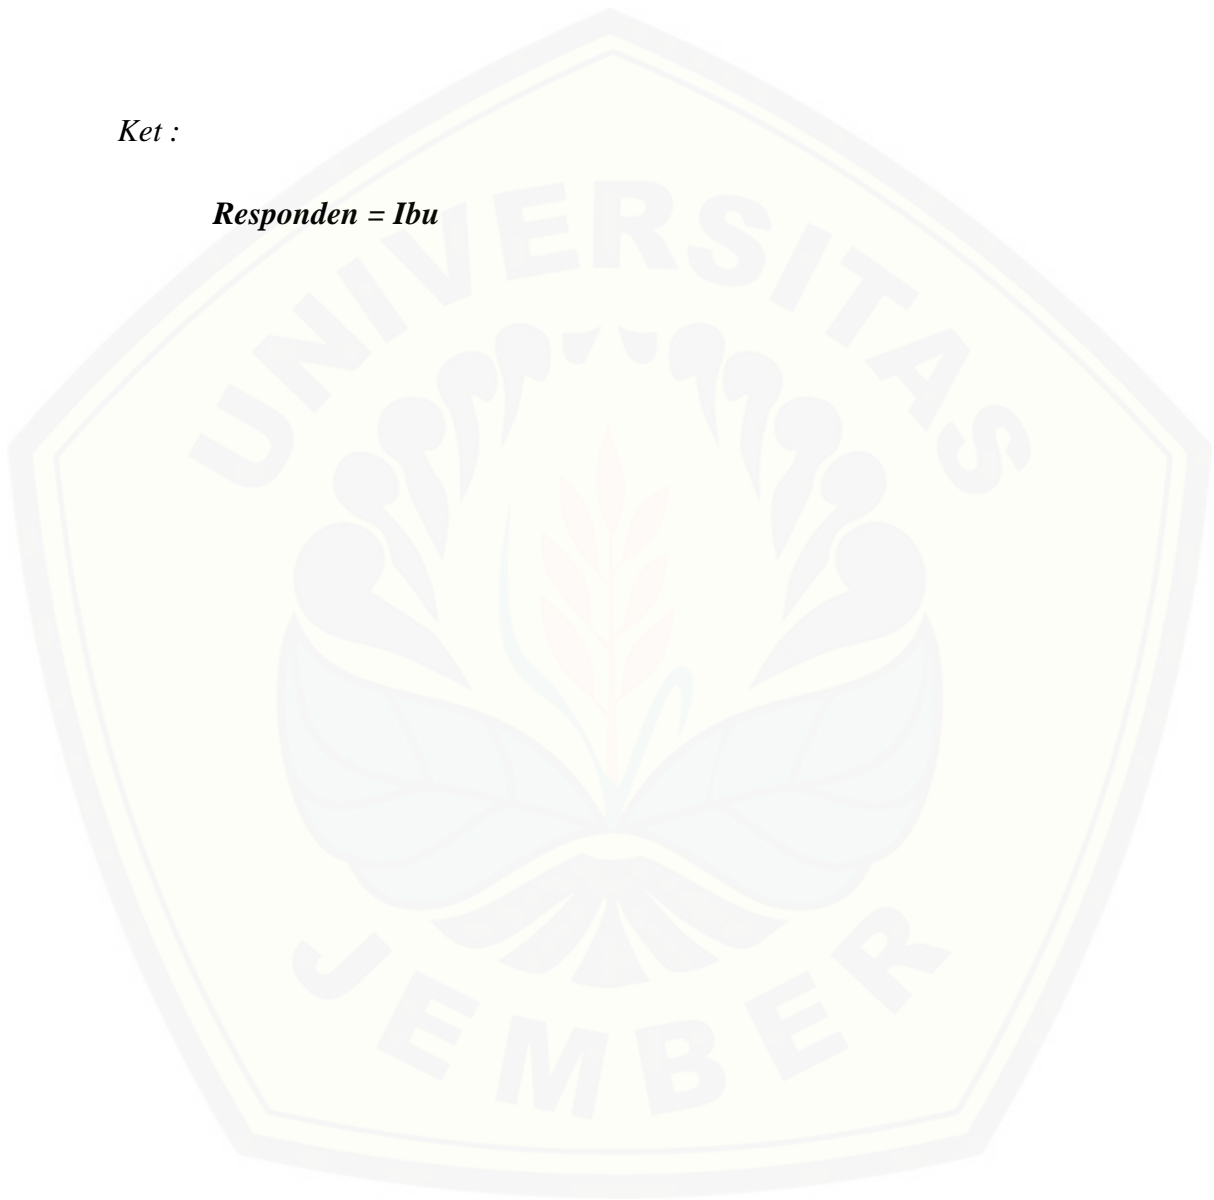 Ket :
Responden = Ibu
UNIVERSITAS
JEMBER